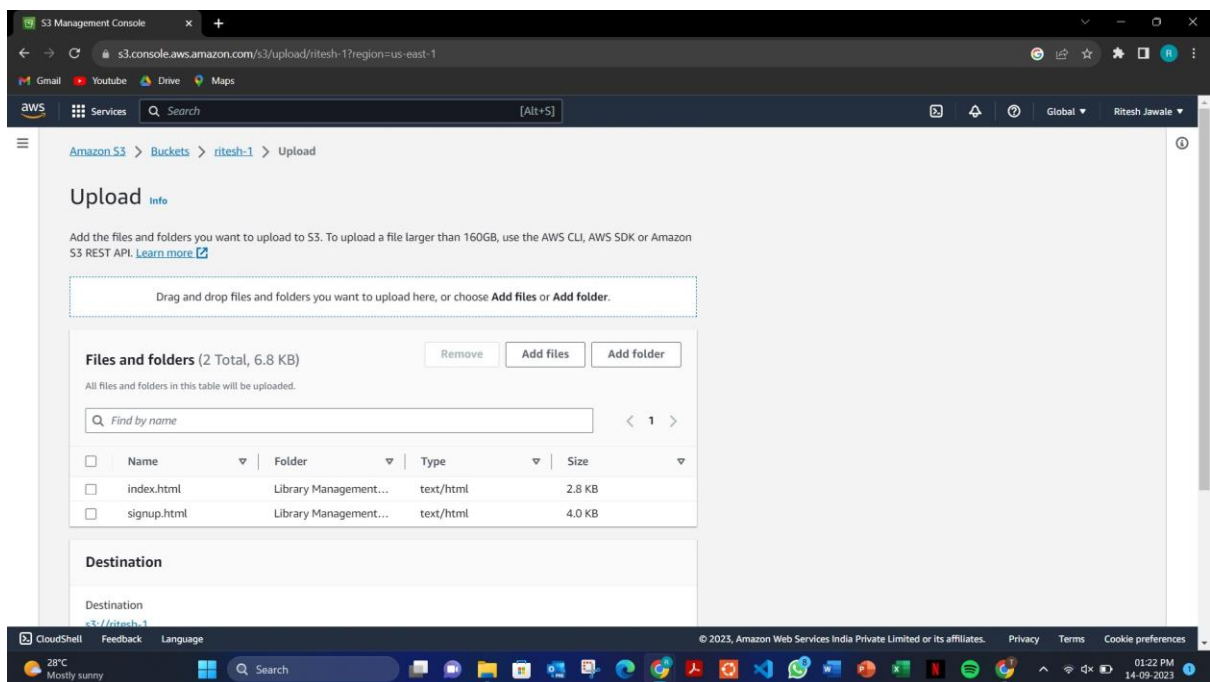 S3 Management Console
s3.console.aws.amazon.com/s3/upload/ritesh-1?region=us-east-1
Gmail Youtube Drive Maps
aws Services Search [Alt+S] Global Ritesh Jawale
Amazon S3 > Buckets > ritesh-1 > Upload
Upload Info
Add the files and folders you want to upload to S3. To upload a file larger than 160GB, use the AWS CLI, AWS SDK or Amazon
S3 REST API. Learn more
Drag and drop files and folders you want to upload here, or choose Add files or Add folder.
Files and folders (2 Total, 6.8 KB) Remove Add files Add folder
All files and folders in this table will be uploaded.
Find by name < 1 >
Name Folder Type Size
index.html Library Management... text/html 2.8 KB
signup.html Library Management... text/html 4.0 KB
Destination
Destination
s3://ritesh-1
CloudShell Feedback Language © 2023, Amazon Web Services India Private Limited or its affiliates. Privacy Terms Cookie preferences
28°C
Mostly sunny
Search
01:22 PM
14-09-2023